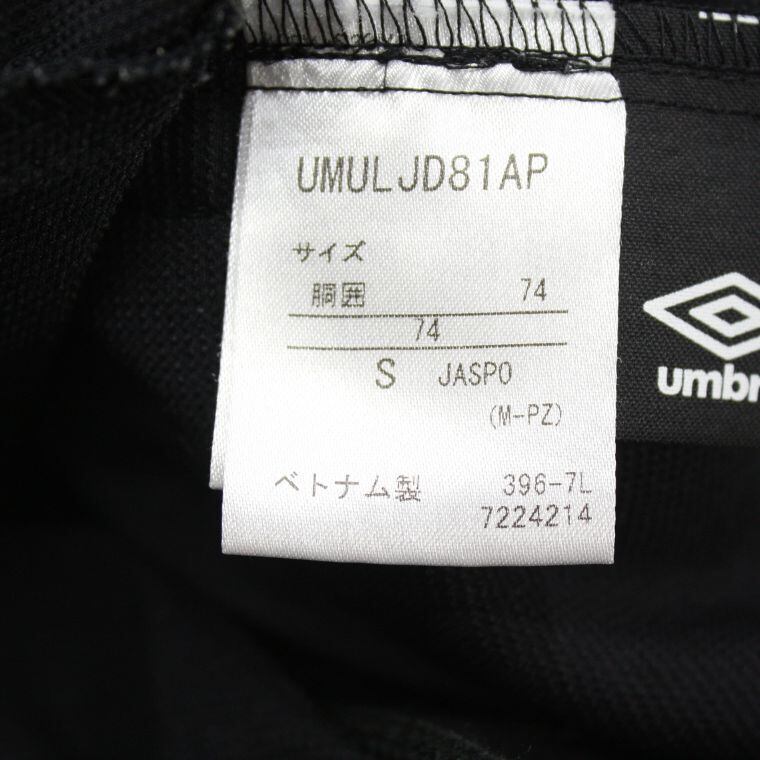 UMULJD81AP
サイズ
胴囲 74
74
S JASPO
(M-PZ)
ベトナム製 396-7L
7224214
umbr